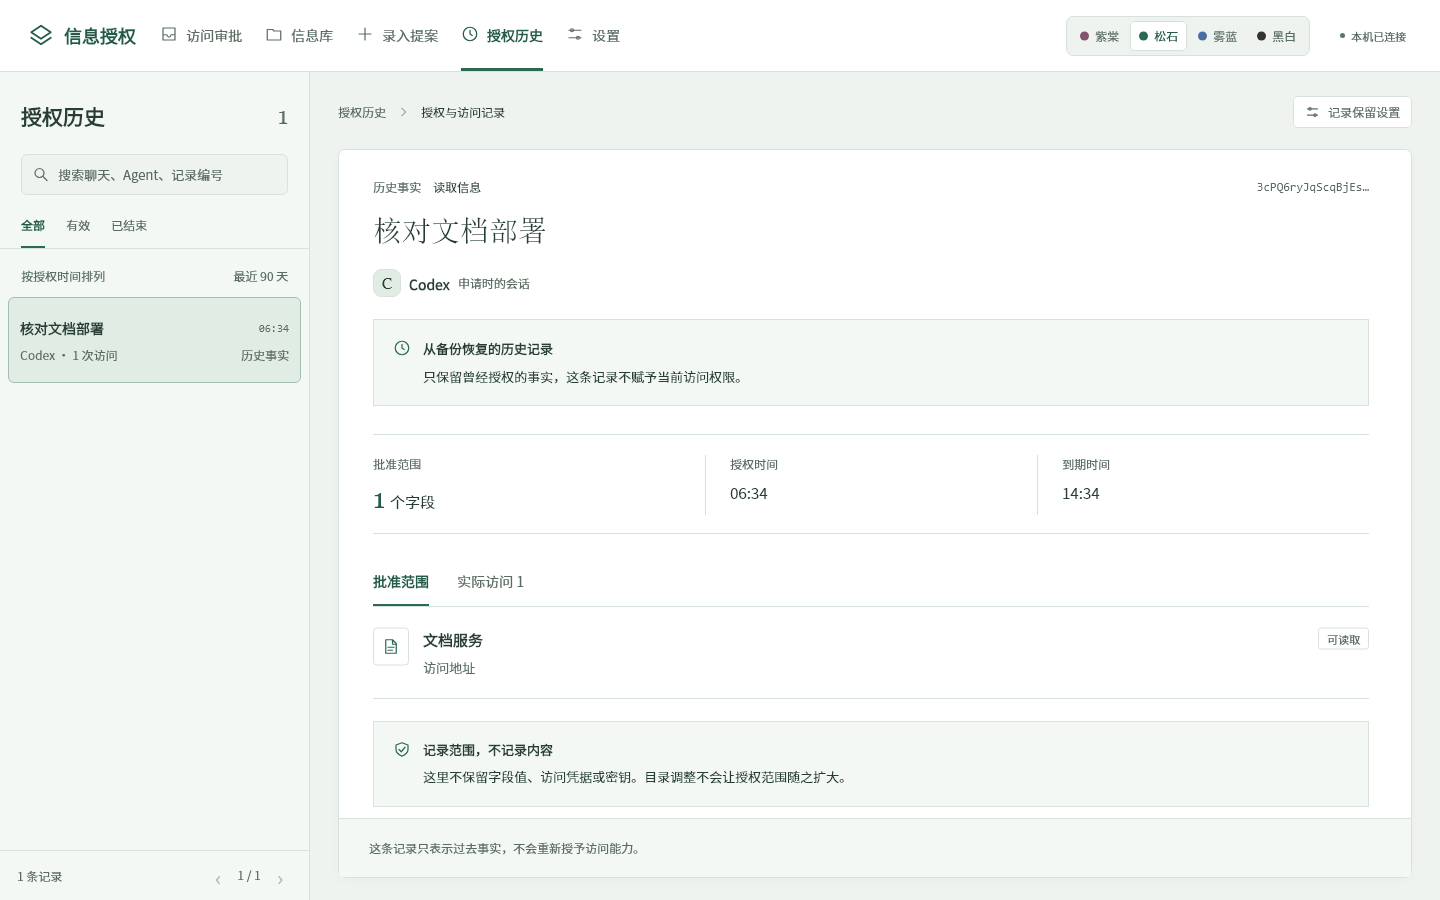 信息授权
访问审批
信息库
录入提案
授权历史
设置
紫棠
松石
雾蓝
黑白
本机已连接
授权历史
1
搜索聊天、Agent、记录编号
全部
有效
已结束
按授权时间排列
最近 90 天
核对文档部署
06:34
Codex · 1 次访问
历史事实
1 条记录
‹ 1 / 1 ›
授权历史 > 授权与访问记录
记录保留设置
历史事实 读取信息
3cPQ6ryJqScqBjEs…
核对文档部署
C Codex 申请时的会话
从备份恢复的历史记录
只保留曾经授权的事实，这条记录不赋予当前访问权限。
批准范围
1 个字段
授权时间
06:34
到期时间
14:34
批准范围
实际访问 1
文档服务
访问地址
可读取
记录范围，不记录内容
这里不保留字段值、访问凭据或密钥。目录调整不会让授权范围随之扩大。
这条记录只表示过去事实，不会重新授予访问能力。